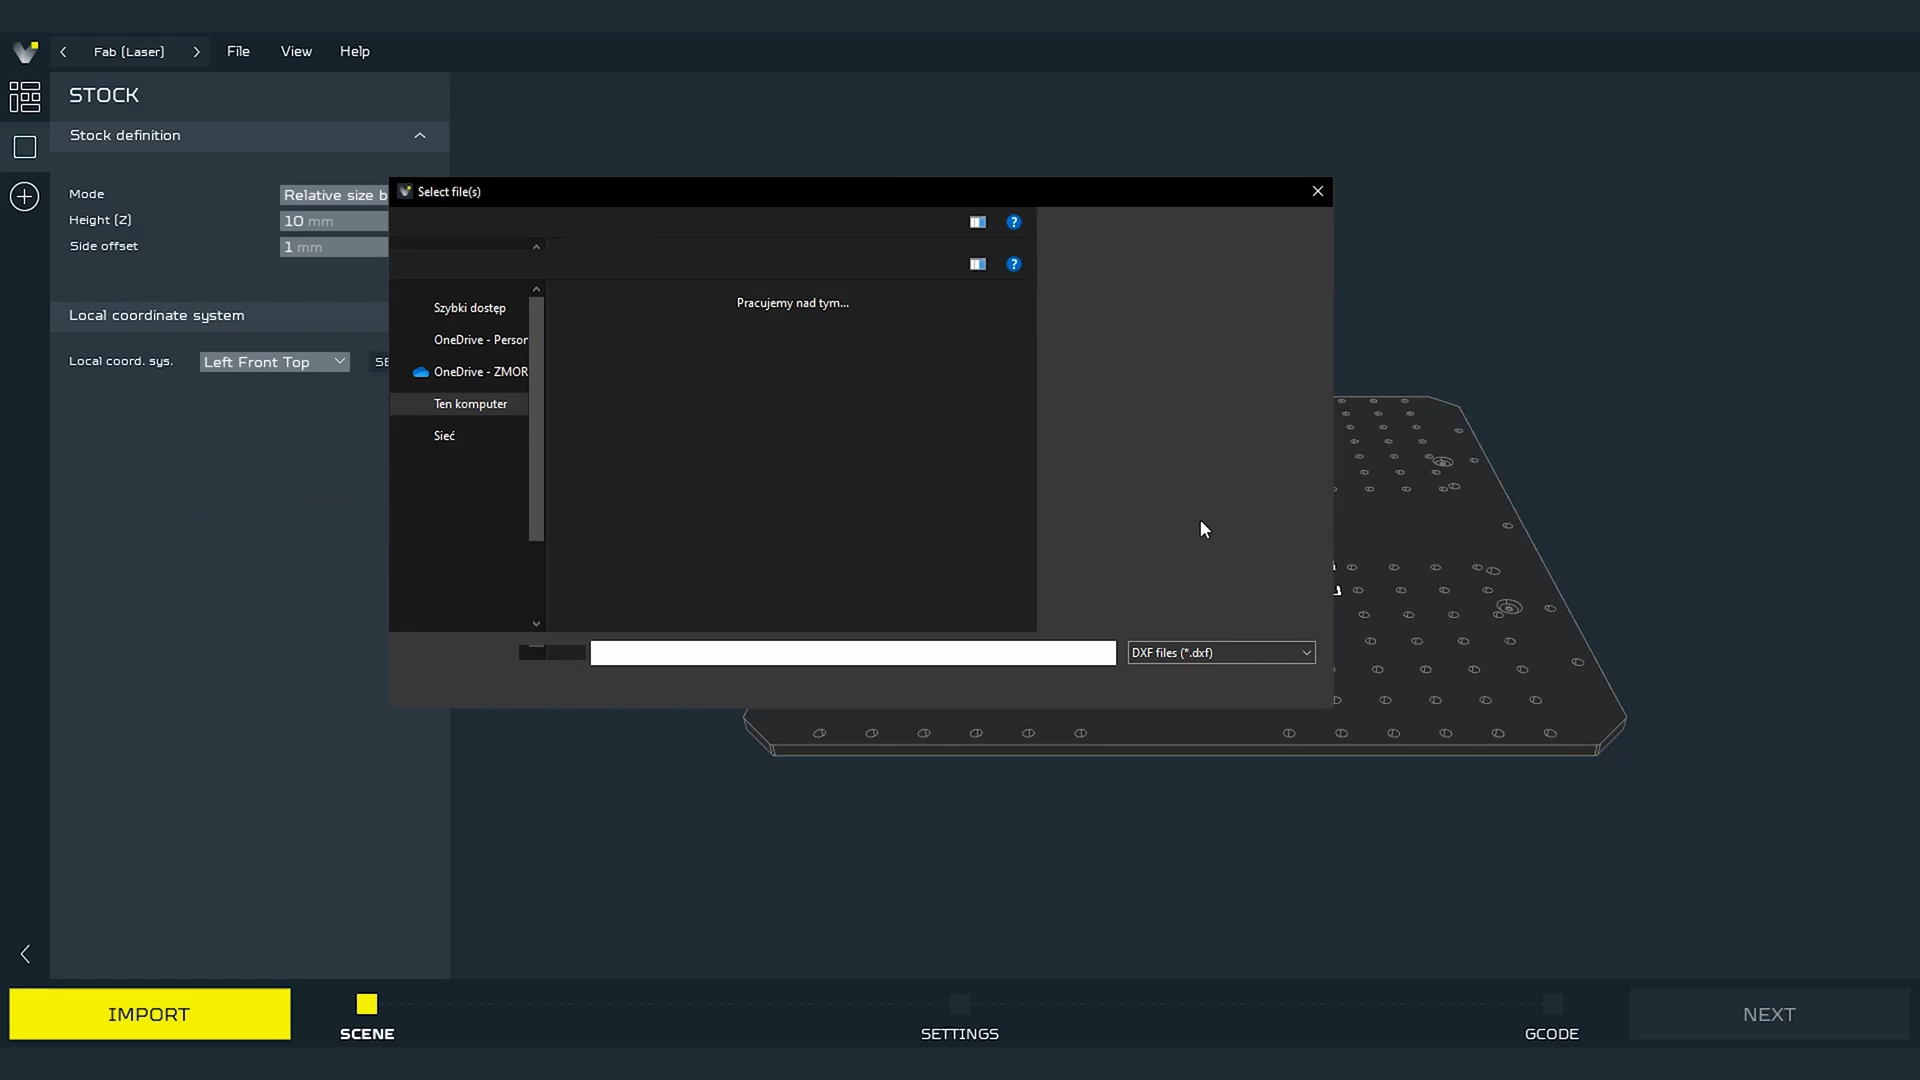 Fab (Laser) File View Help
STOCK
Stock definition
Mode Relative size b
Height (Z) 10 mm
Side offset 1 mm
Local coordinate system
Local coord. sys. Left Front Top SE
Select file(s)
Szybki dostęp
OneDrive - Person
OneDrive - ZMOR
Ten komputer
Sieć
Pracujemy nad tym...
DXF files (*.dxf)
IMPORT
SCENE
SETTINGS
GCODE
NEXT